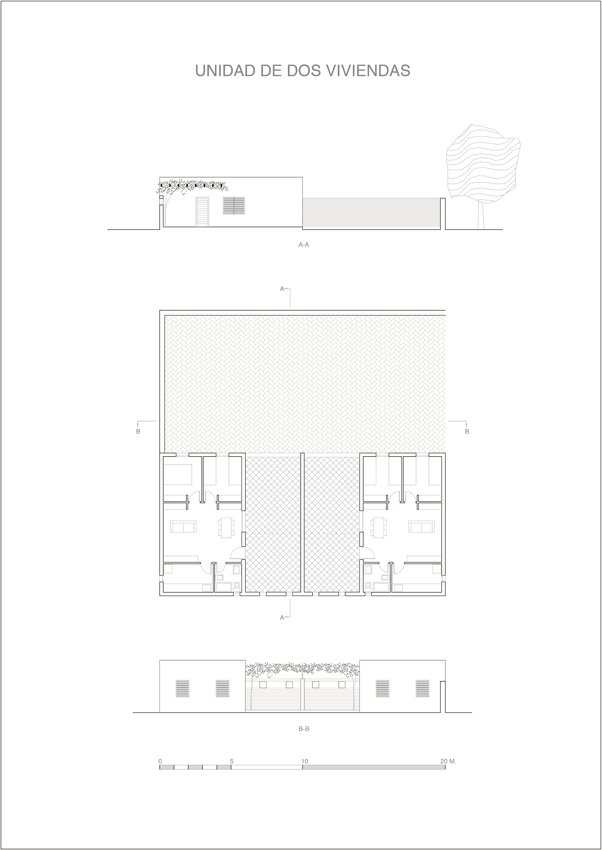 UNIDAD DE DOS VIVIENDAS
A-A
A
B B
A
B-B
0 5 10 20 M.